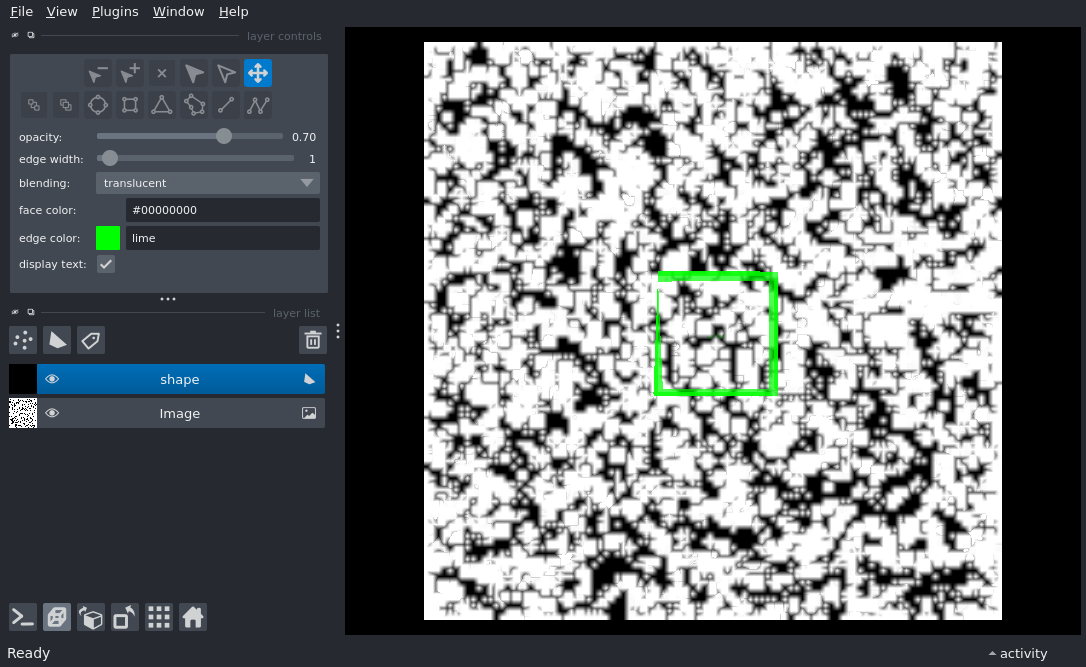 File View Plugins Window Help
layer controls
opacity: 0.70
edge width: 1
blending: translucent
face color: #00000000
edge color: lime
display text:
layer list
shape
Image
Ready activity